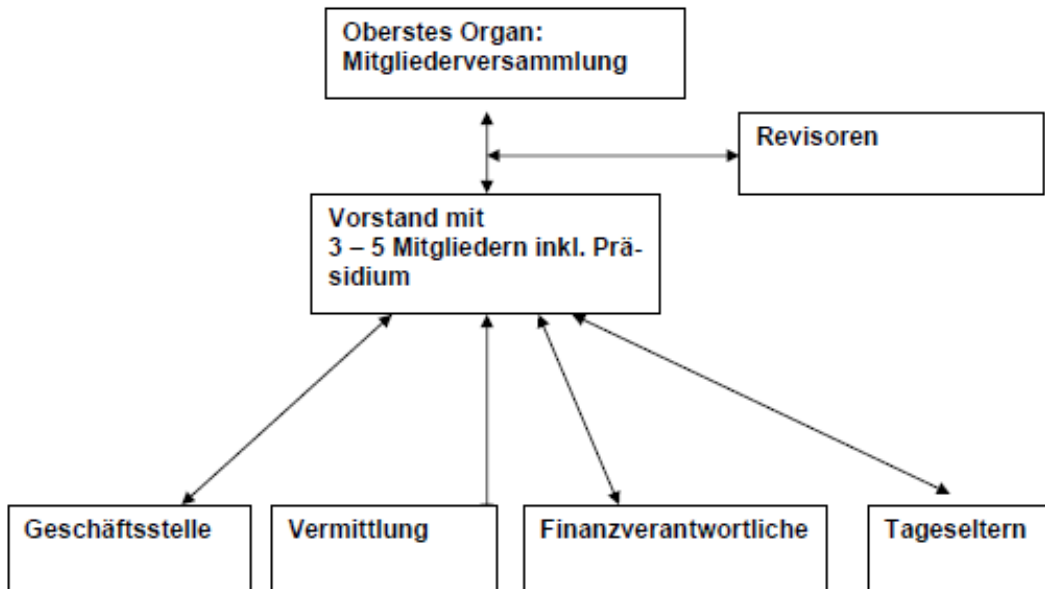 Oberstes Organ:
Mitgliederversammlung
Revisoren
Vorstand mit
3 – 5 Mitgliedern inkl. Prä-
sidium
Geschäftsstelle
Vermittlung
Finanzverantwortliche
Tageseltern